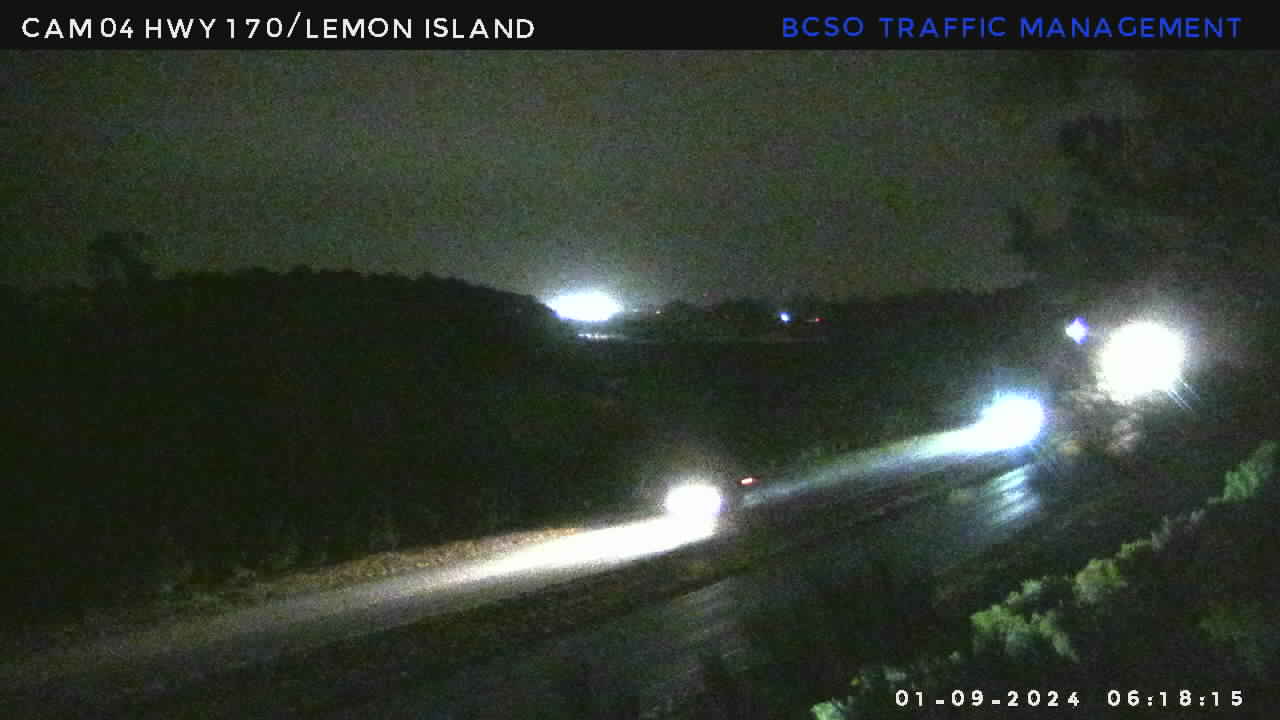 CAM04 HWY 170/LEMON ISLAND
BCSO TRAFFIC MANAGEMENT
01-09-2024 06:18:15